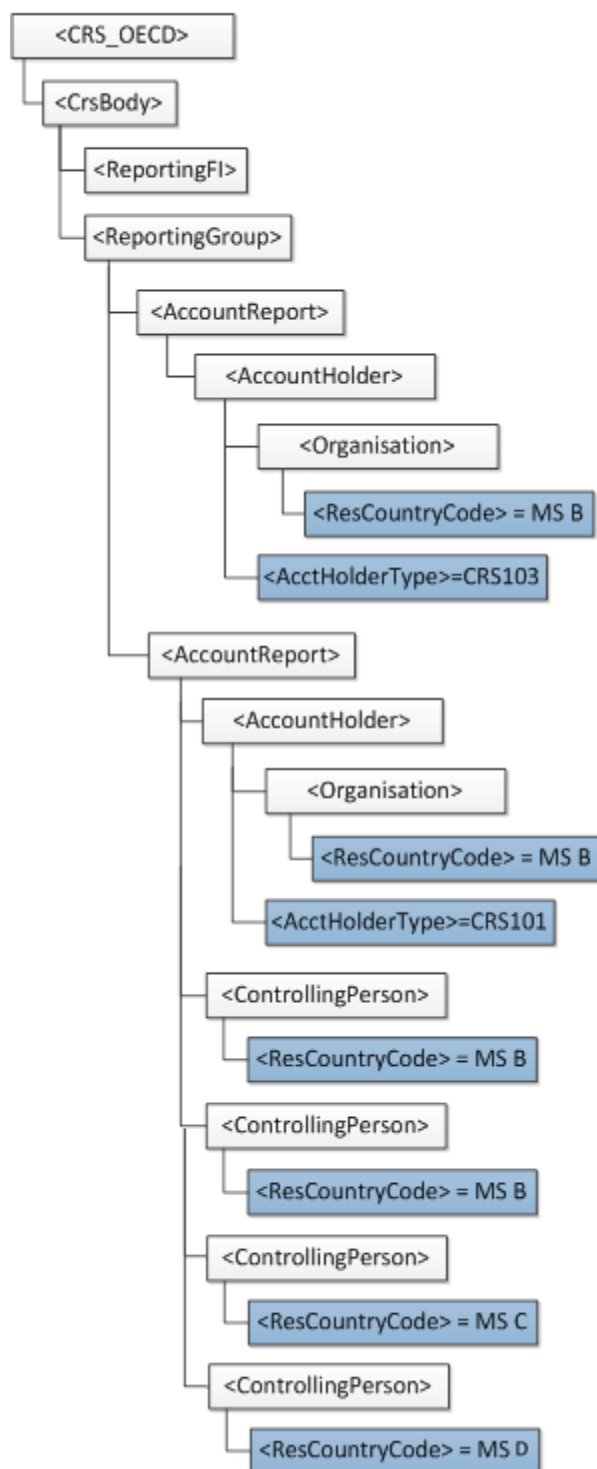 <CRS_OECD>
<CrsBody>
<ReportingFI>
<ReportingGroup>
<AccountReport>
<AccountHolder>
<Organisation>
<ResCountryCode> = MS B
<AcctHolderType>=CRS103
<AccountReport>
<AccountHolder>
<Organisation>
<ResCountryCode> = MS B
<AcctHolderType>=CRS101
<ControllingPerson>
<ResCountryCode> = MS B
<ControllingPerson>
<ResCountryCode> = MS B
<ControllingPerson>
<ResCountryCode> = MS C
<ControllingPerson>
<ResCountryCode> = MS D